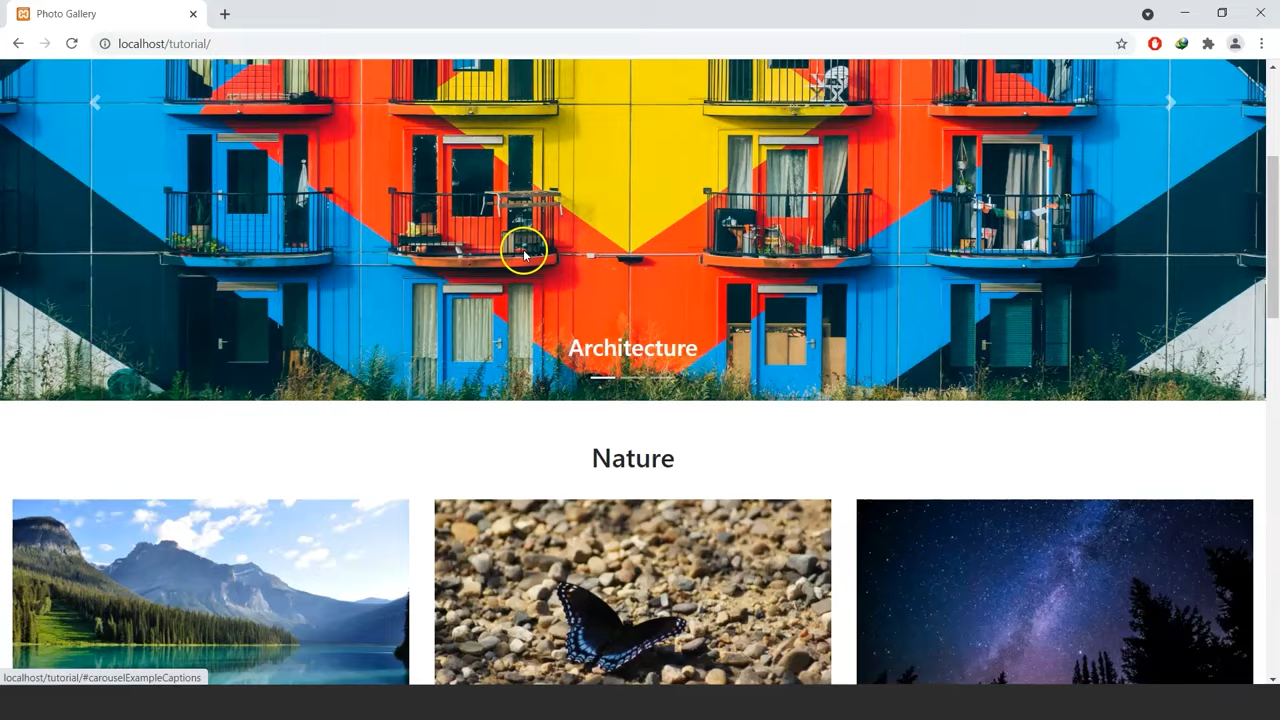 Photo Gallery
localhost/tutorial/
Architecture
Nature
localhost/tutorial/#carouselExampleCaptions